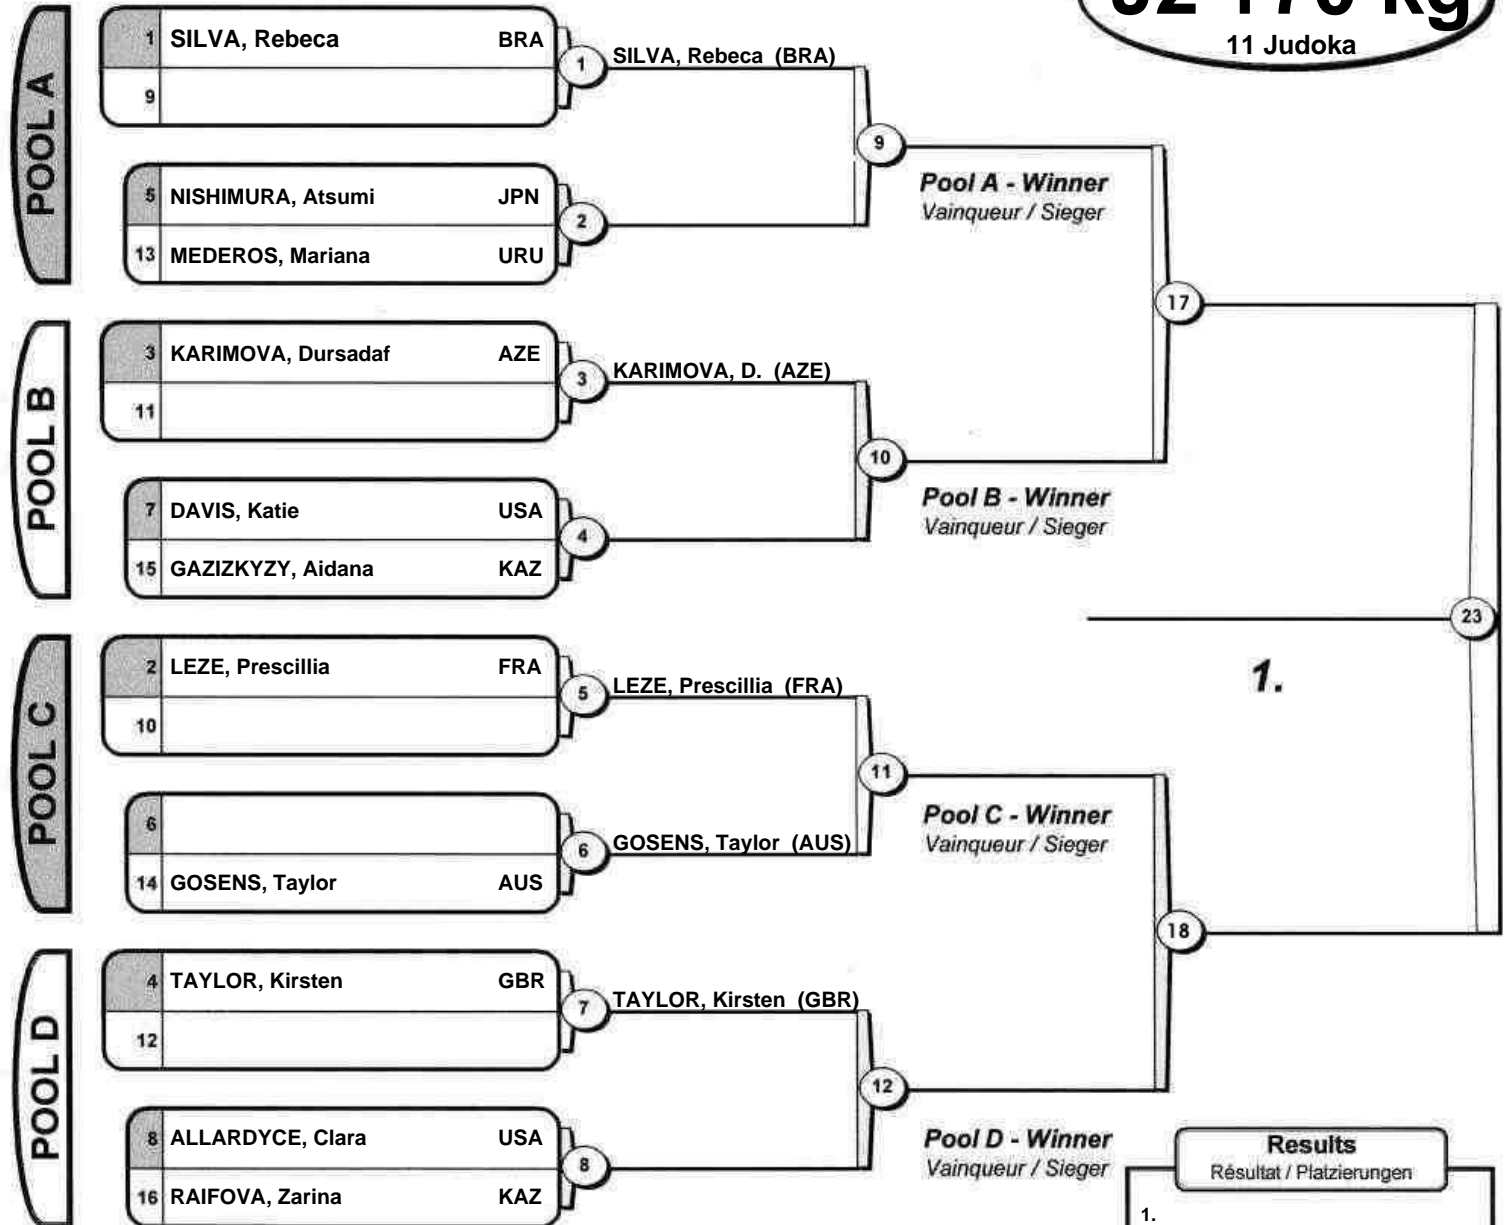 J2 +70 kg
11 Judoka
POOL A
1 SILVA, Rebeca BRA
9
1 SILVA, Rebeca (BRA)
5 NISHIMURA, Atsumi JPN
13 MEDEROS, Mariana URU
2
9
Pool A - Winner
Vainqueur / Sieger
POOL B
3 KARIMOVA, Dursadaf AZE
11
3 KARIMOVA, D. (AZE)
7 DAVIS, Katie USA
15 GAZIZKYZY, Aidana KAZ
4
10
Pool B - Winner
Vainqueur / Sieger
17
POOL C
2 LEZE, Prescillia FRA
10
5 LEZE, Prescillia (FRA)
6
14 GOSENS, Taylor AUS
6 GOSENS, Taylor (AUS)
11
Pool C - Winner
Vainqueur / Sieger
POOL D
4 TAYLOR, Kirsten GBR
12
7 TAYLOR, Kirsten (GBR)
8 ALLARDYCE, Clara USA
16 RAIFOVA, Zarina KAZ
8
12
Pool D - Winner
Vainqueur / Sieger
18
23
1.
Results
Résultat / Platzierungen
1.